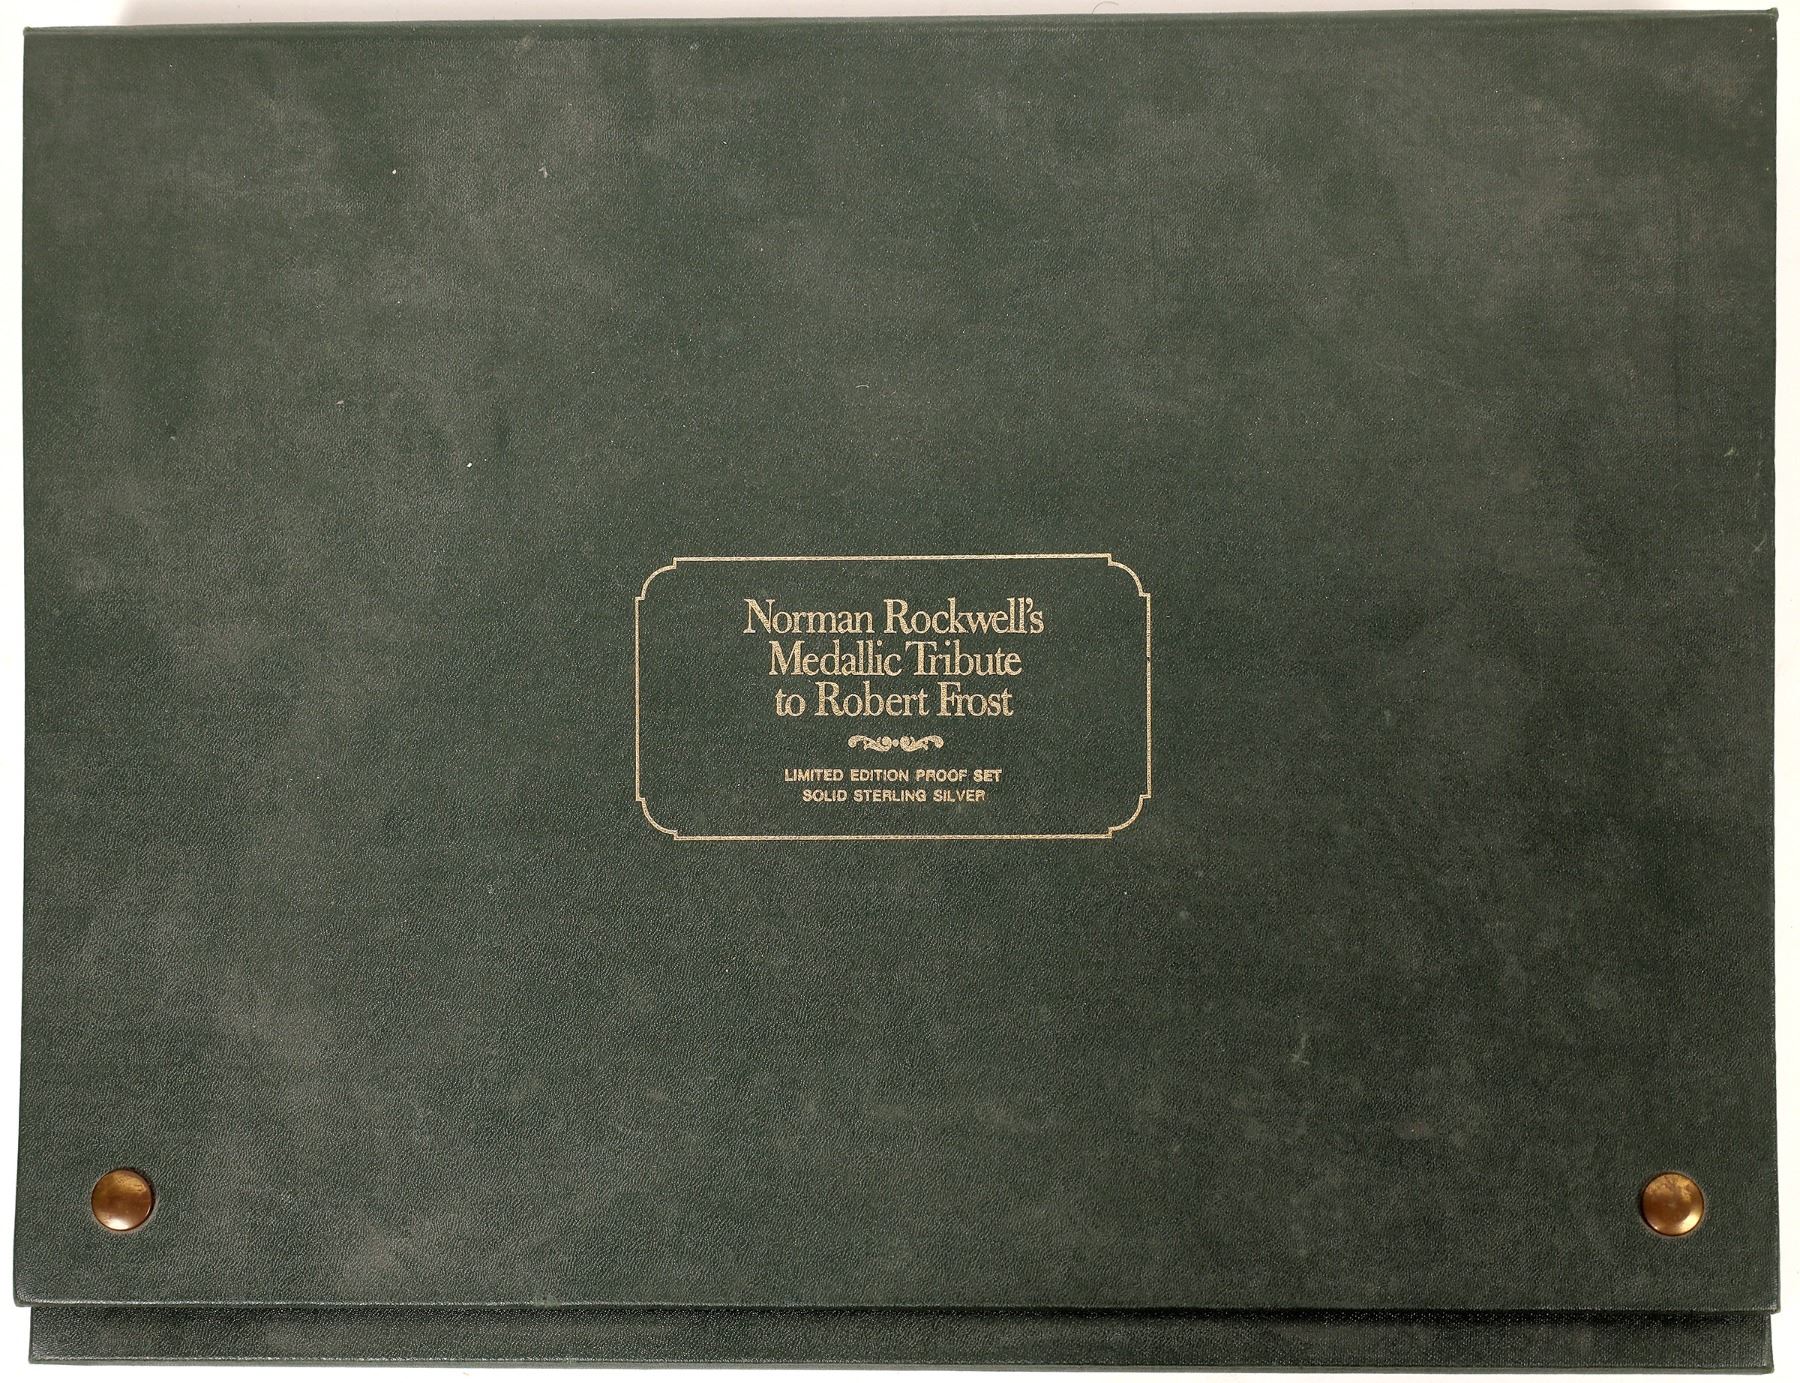 Norman Rockwell's
Medallic Tribute
to Robert Frost
LIMITED EDITION PROOF SET
SOLID STERLING SILVER